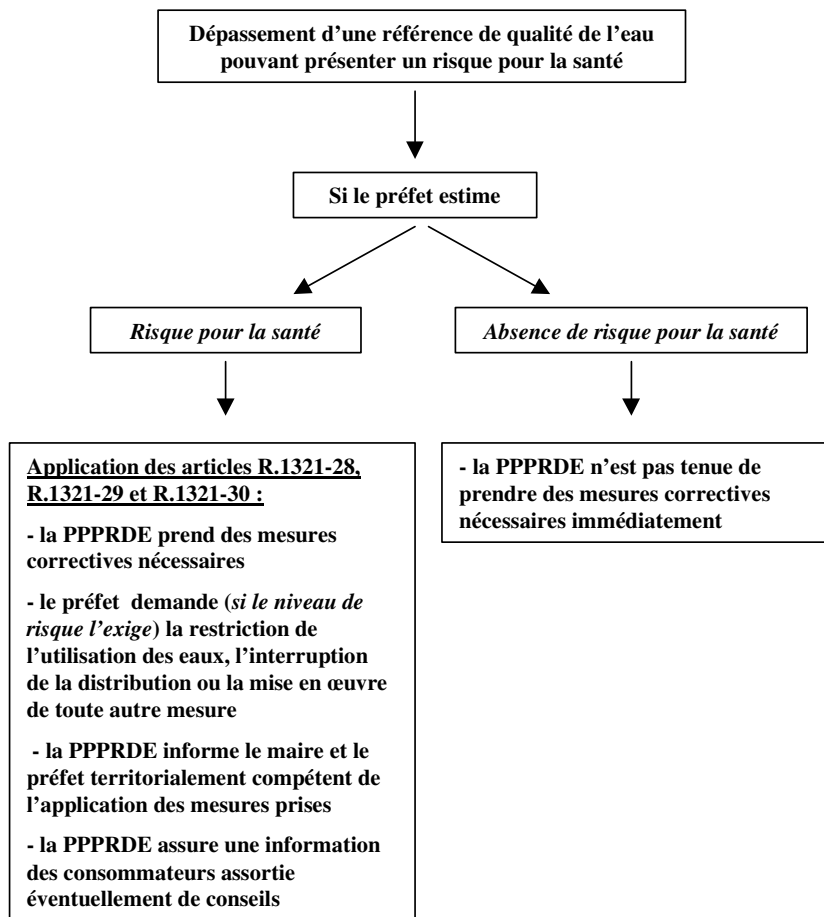 Dépassement d’une référence de qualité de l’eau
pouvant présenter un risque pour la santé
Si le préfet estime
Risque pour la santé
Absence de risque pour la santé
Application des articles R.1321-28,
R.1321-29 et R.1321-30 :
- la PPPRDE prend des mesures
correctives nécessaires
- le préfet demande (si le niveau de
risque l’exige) la restriction de
l’utilisation des eaux, l’interruption
de la distribution ou la mise en œuvre
de toute autre mesure
- la PPPRDE informe le maire et le
préfet territorialement compétent de
l’application des mesures prises
- la PPPRDE assure une information
des consommateurs assortie
éventuellement de conseils
- la PPPRDE n’est pas tenue de
prendre des mesures correctives
nécessaires immédiatement